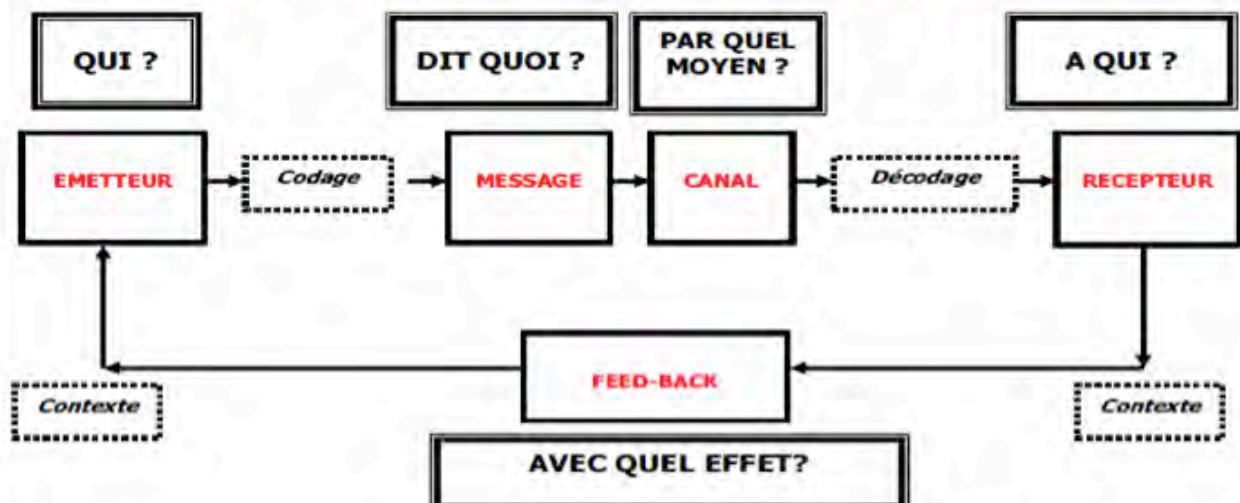 QUI ?
DIT QUOI ?
PAR QUEL
MOYEN ?
A QUI ?
EMETTEUR
Codage
MESSAGE
CANAL
Décodage
RECEPTEUR
FEED-BACK
Contexte
Contexte
AVEC QUEL EFFET?